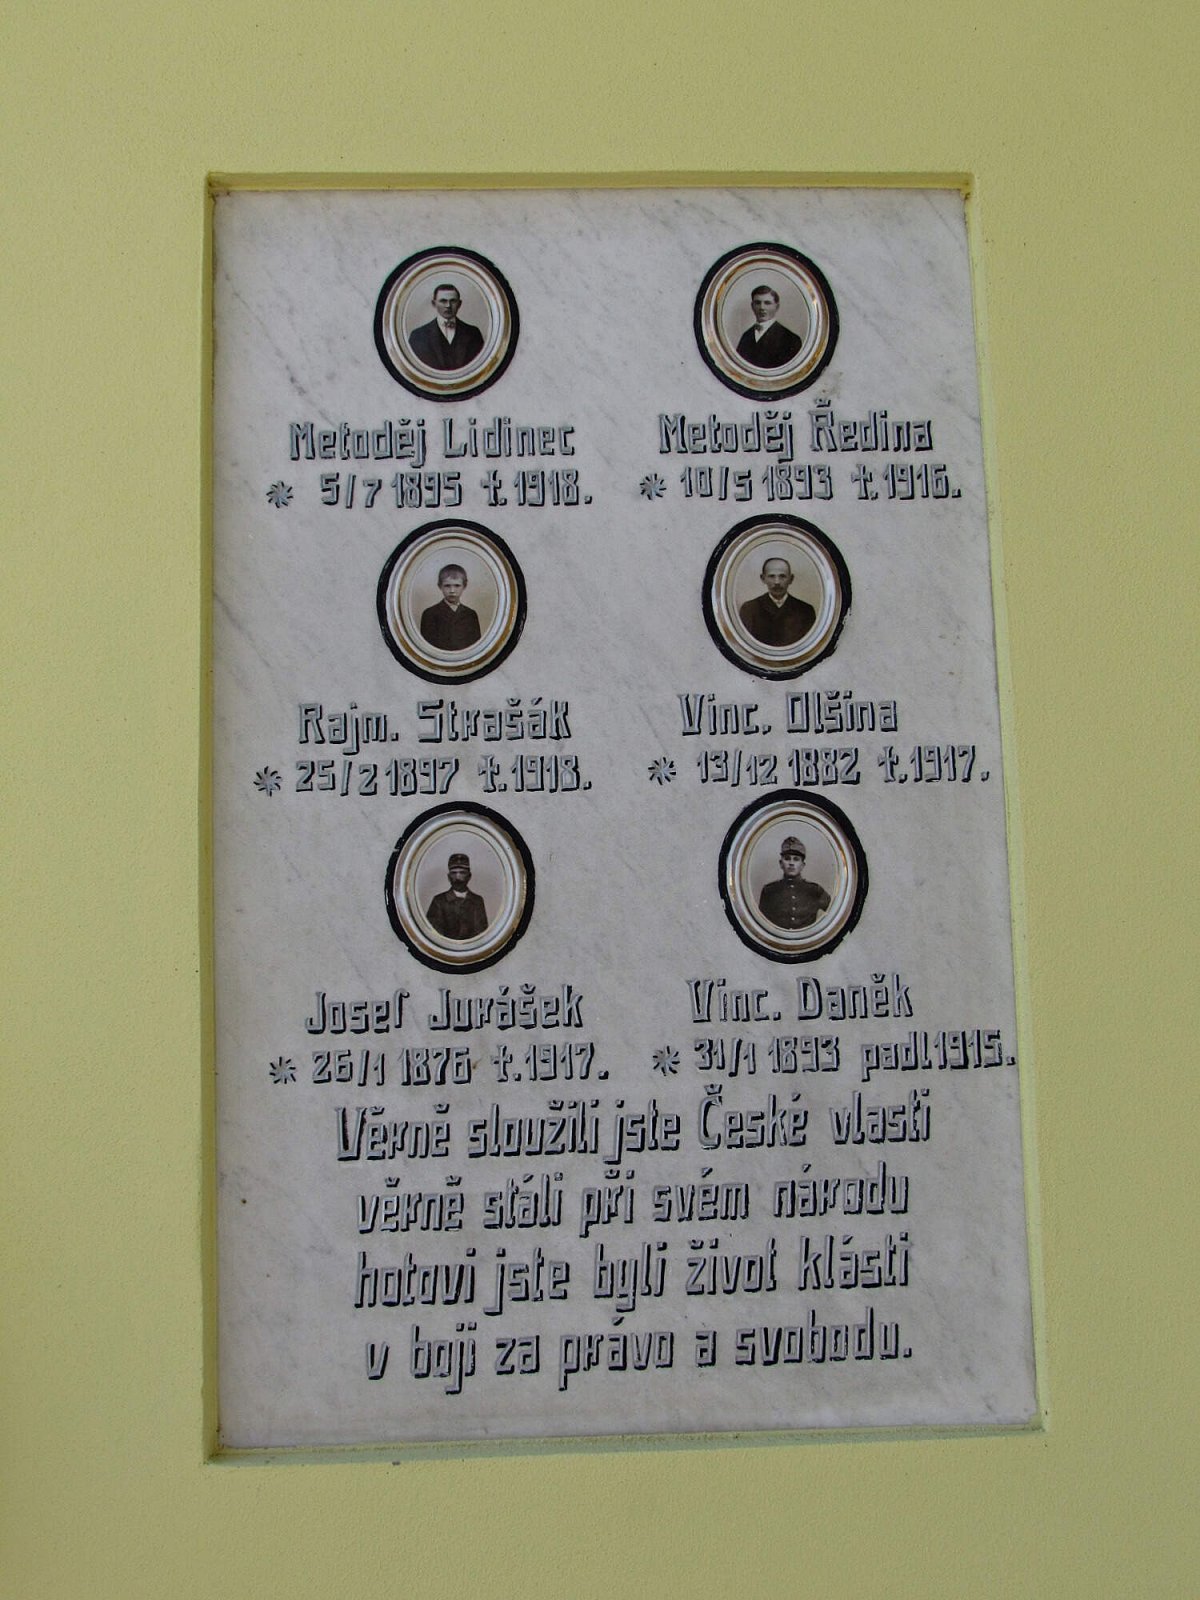 Metoděj Lidinec
* 5/7 1895 †.1918.
Metoděj Ředina
* 10/5 1893 †.1916.
Rajm. Strašák
* 25/2 1897 †.1918.
Vinc. Olšina
* 13/12 1882 †.1917.
Josef Jurášek
* 26/1 1876 †.1917.
Vinc. Daněk
* 31/1 1893 padl 1915.
Věrně sloužili jste České vlasti
věrně stáli při svém národu
hotovi jste byli život klásti
v boji za právo a svobodu.